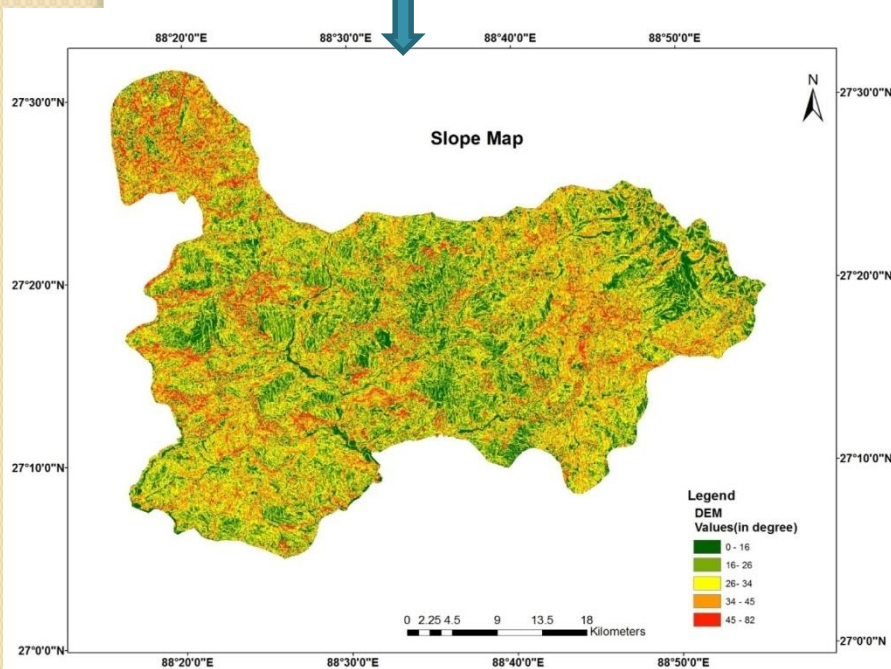 88°20'0"E 88°30'0"E 88°40'0"E 88°50'0"E
27°30'0"N 27°30'0"N
N
Slope Map
27°20'0"N 27°20'0"N
27°10'0"N 27°10'0"N
Legend
DEM
Values(in degree)
0 - 16
16- 26
26- 34
34 - 45
45 - 82
0 2.25 4.5 9 13.5 18
Kilometers
27°0'0"N 27°0'0"N
88°20'0"E 88°30'0"E 88°40'0"E 88°50'0"E